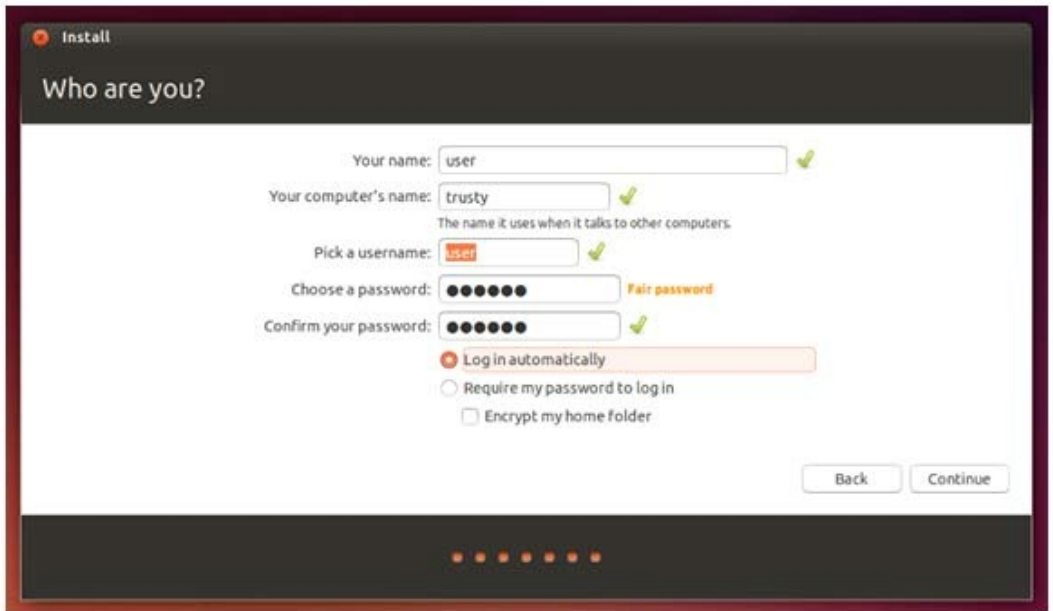 Install
Who are you?
Your name: user
Your computer's name: trusty
The name it uses when it talks to other computers.
Pick a username: user
Choose a password: ●●●●●● Fair password
Confirm your password: ●●●●●●
Log in automatically
Require my password to log in
Encrypt my home folder
Back Continue